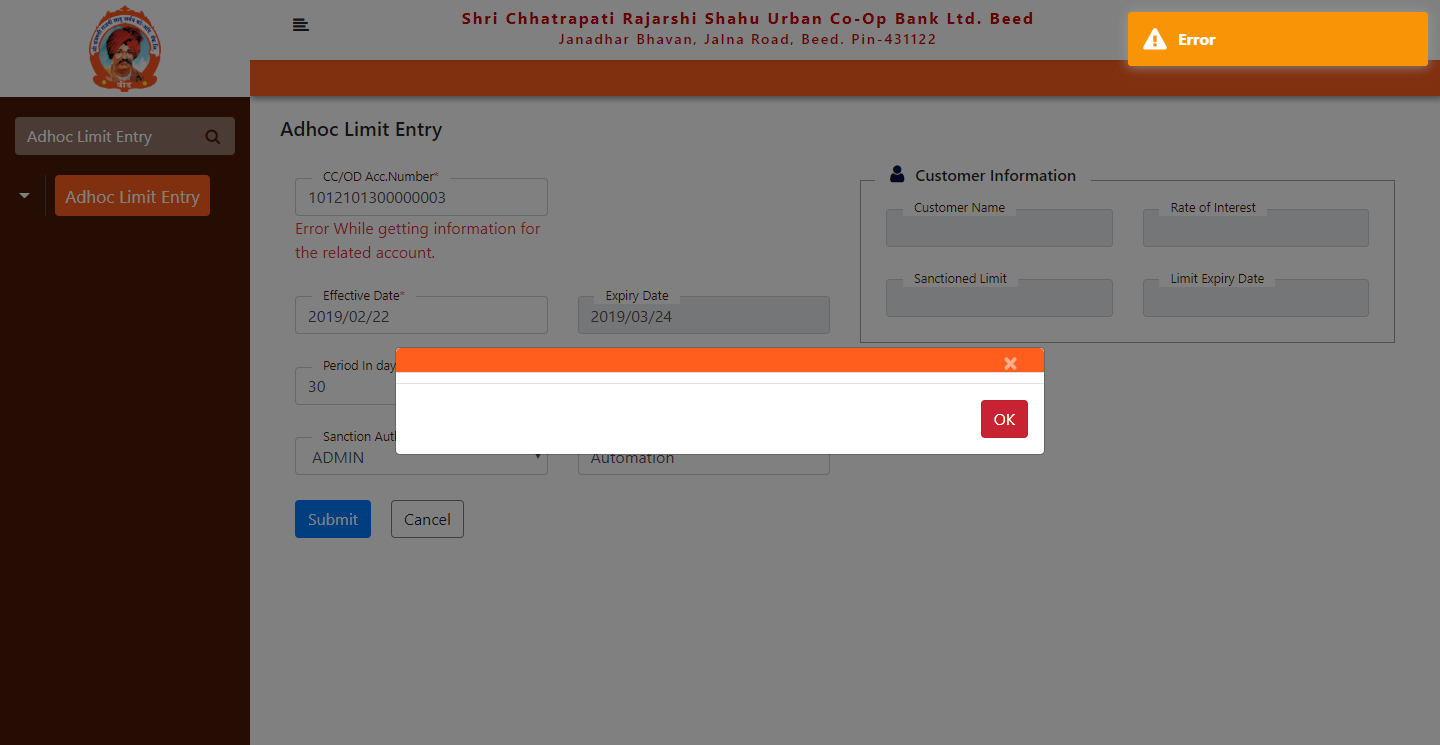 Shri Chhatrapati Rajarshi Shahu Urban Co-Op Bank Ltd. Beed
Janadhar Bhavan, Jalna Road, Beed. Pin-431122
Error
Adhoc Limit Entry
Adhoc Limit Entry
Adhoc Limit Entry
CC/OD Acc.Number*
1012101300000003
Error While getting information for
the related account.
Effective Date*
2019/02/22
Expiry Date
2019/03/24
Period In day
30
Sanction Aut
ADMIN
Automation
Submit
Cancel
Customer Information
Customer Name
Rate of Interest
Sanctioned Limit
Limit Expiry Date
×
OK